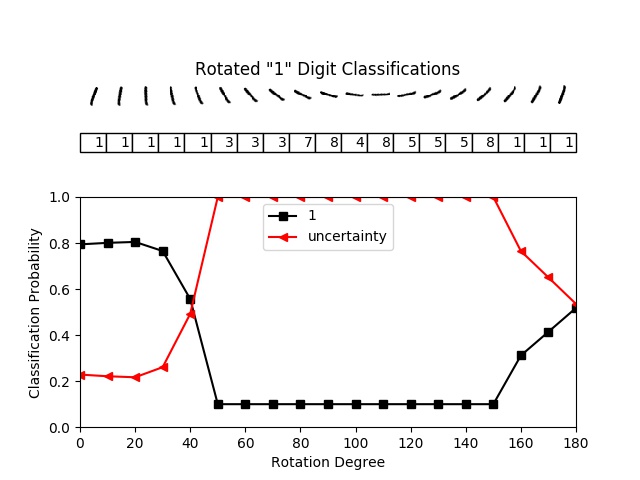 Rotated "1" Digit Classifications
1 1 1 1 1 3 3 3 7 8 4 8 5 5 5 8 1 1 1
1.0
1
uncertainty
0.8
0.6
0.4
0.2
0.0
Classification Probability
0 20 40 60 80 100 120 140 160 180
Rotation Degree